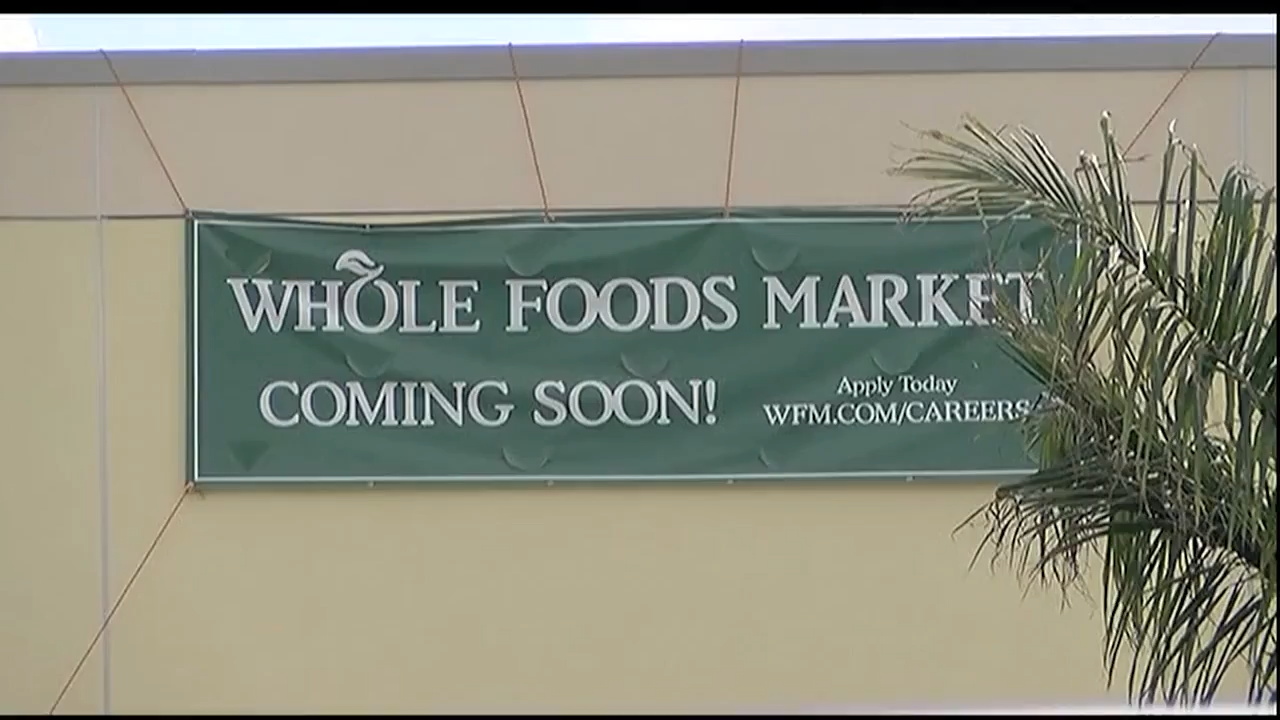 WHOLE FOODS MARKET
COMING SOON!
Apply Today
WFM.COM/CAREERS